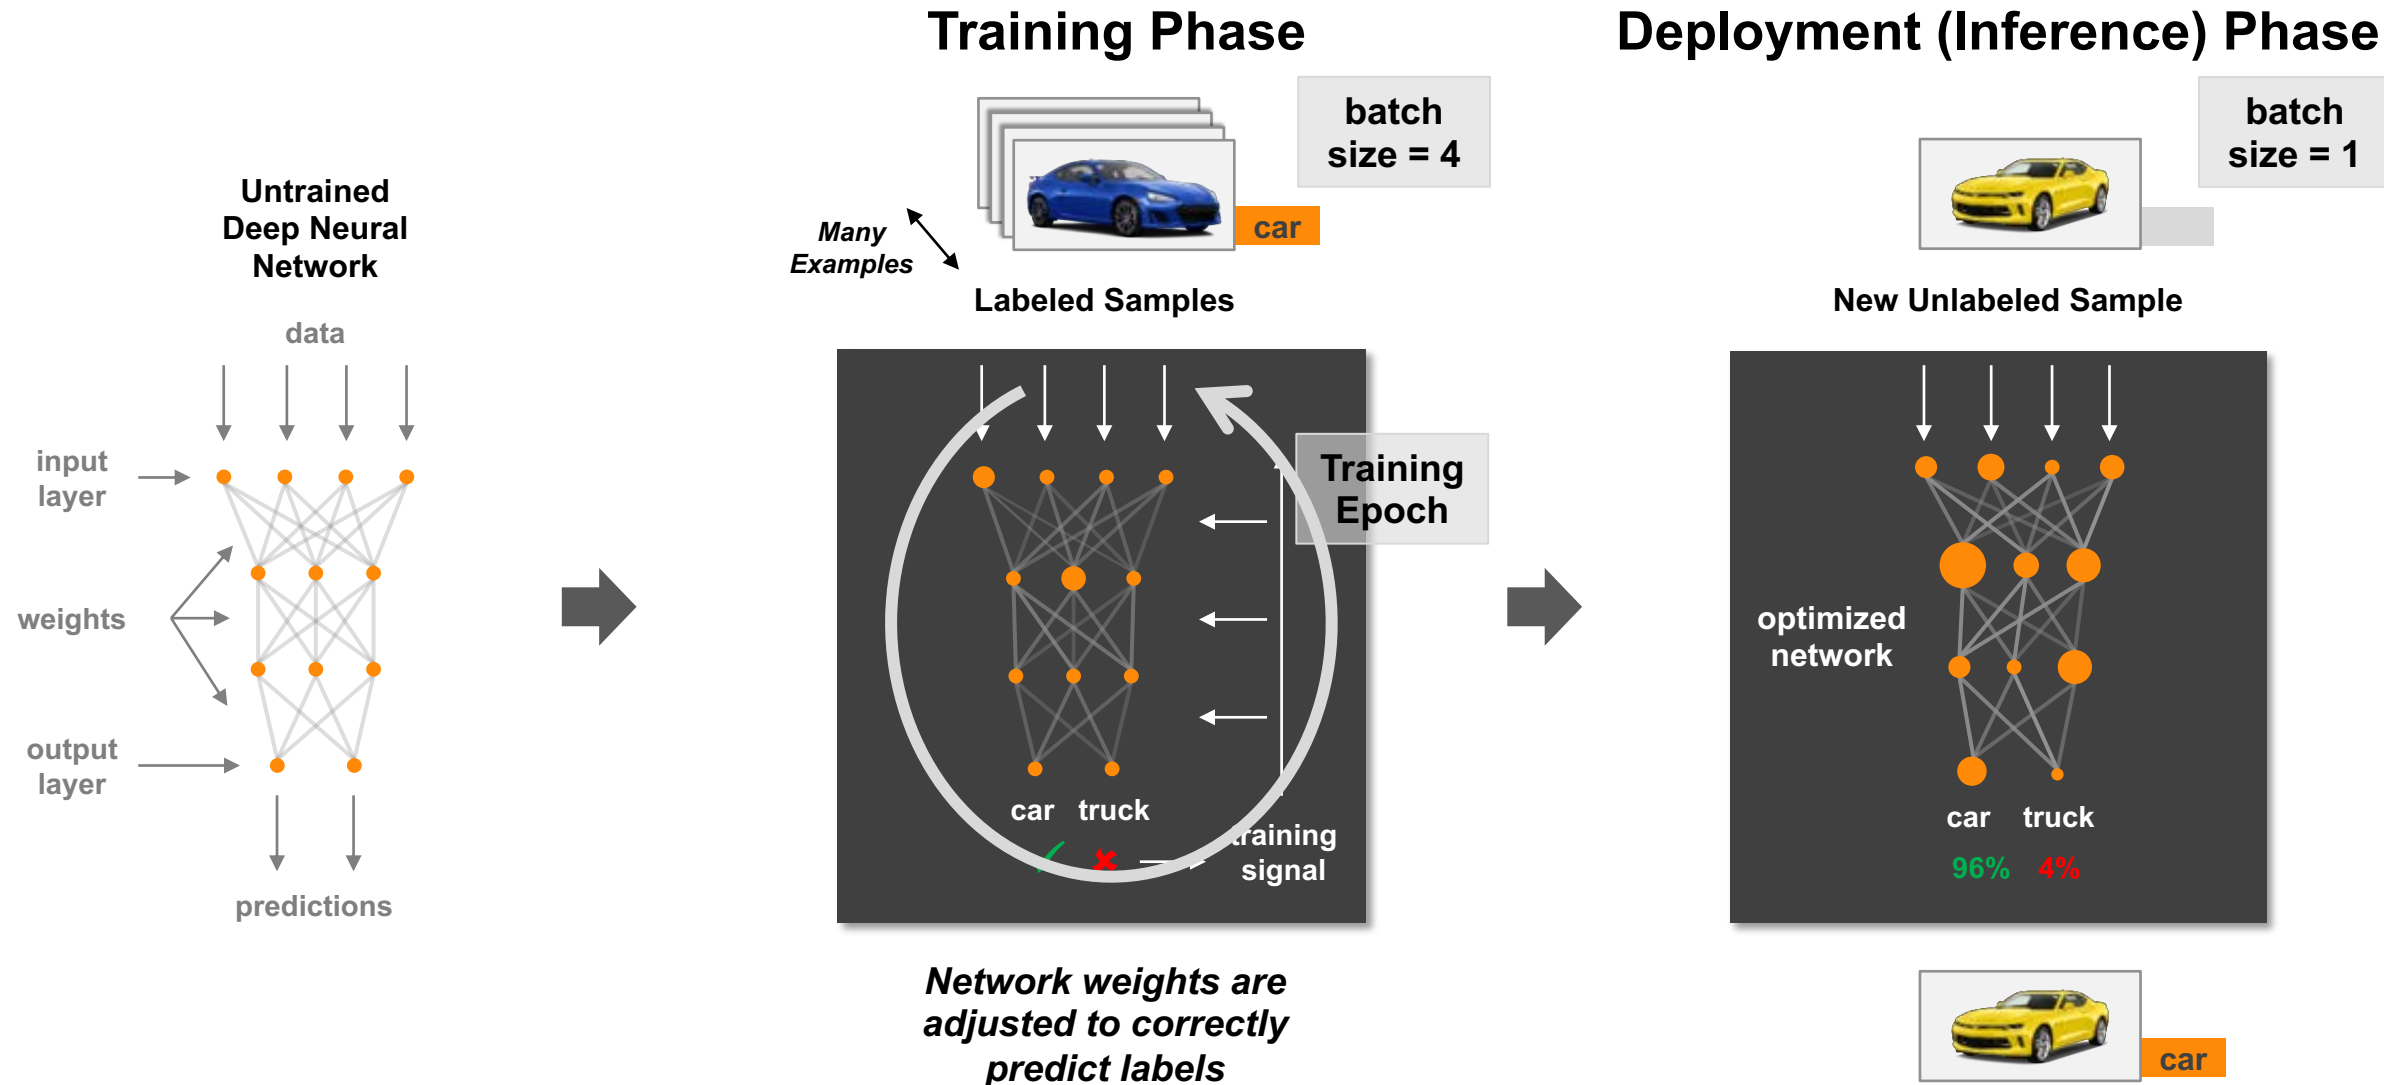 Training Phase
Deployment (Inference) Phase
Untrained
Deep Neural
Network
data
input
layer
weights
output
layer
predictions
batch
size = 4
car
Many
Examples
Labeled Samples
Training
Epoch
car truck
training
signal
Network weights are
adjusted to correctly
predict labels
batch
size = 1
New Unlabeled Sample
optimized
network
car truck
96% 4%
car